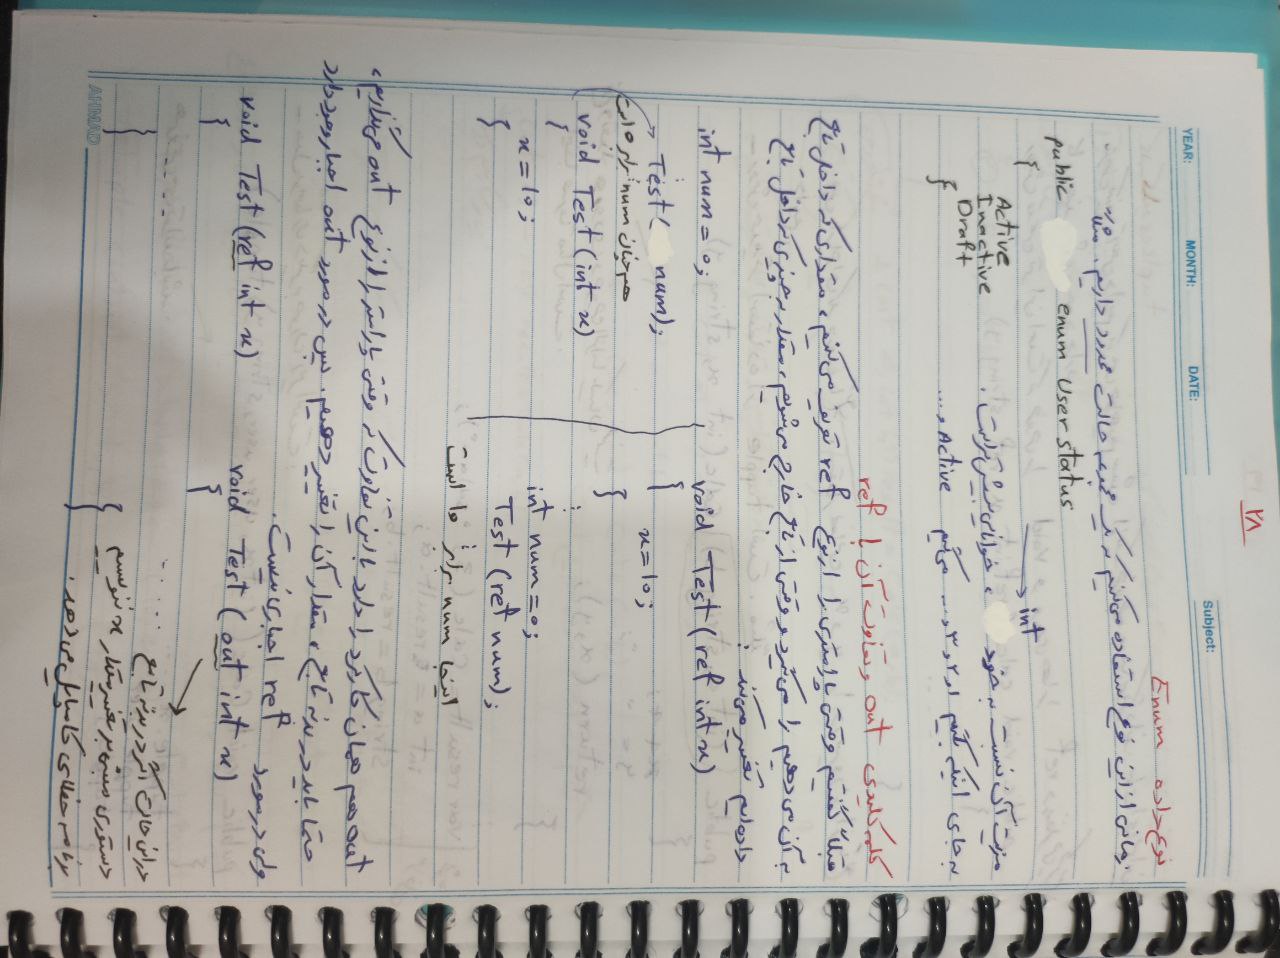 ۲۸
YEAR: MONTH: DATE: Subject:
نوع داده Enum
زمانی از این نوع استفاده می‌کنیم که یک مجموعه حالت محدود داریم. مثلاً
public enum User status
{
Active
Inactive
Draft
}
int
مزیت آن نسبت به خود ، خوانایی بیش‌تر است.
به جای اینکه بگیم ۱و ۲و ۳و ... می‌گیم Active و ...
کلمه کلیدی out و تفاوت آن با ref
قبلاً گفتیم وقتی پارامتری را از نوع ref تعریف می‌کنیم، مقداری که داخل تابع
به آن می‌دهیم را می‌گیرد و وقتی از تابع خارج می‌شویم، مقدار به چیزی که داخل تابع
داده‌ایم تغییر می‌کند :
void Test (ref int x)
{
x = 10;
}
:
int num = 0;
Test (ref num);
اینجا num برابر ۱۰ است
int num = 0;
:
Test( num);
هم‌چنان num برابر ۰ است
void Test (int x)
{
x = 10;
}
out هم همان کارکرد را دارد با این تفاوت که وقتی پارامتر را از نوع out می‌گذاریم،
حتما باید در بدنه تابع، مقدار آن را تغییر دهیم. پس در مورد out اجبار وجود دارد
ولی در مورد ref اجباری نیست.
void Test (out int x)
{
......
}
در این حالت اگر در بدنه تابع
دستوری مبنی بر تغییر مقدار x ننویسیم
برنامه خطای کامپایل می‌دهد.
void Test (ref int x)
{
......
}
AHMAD